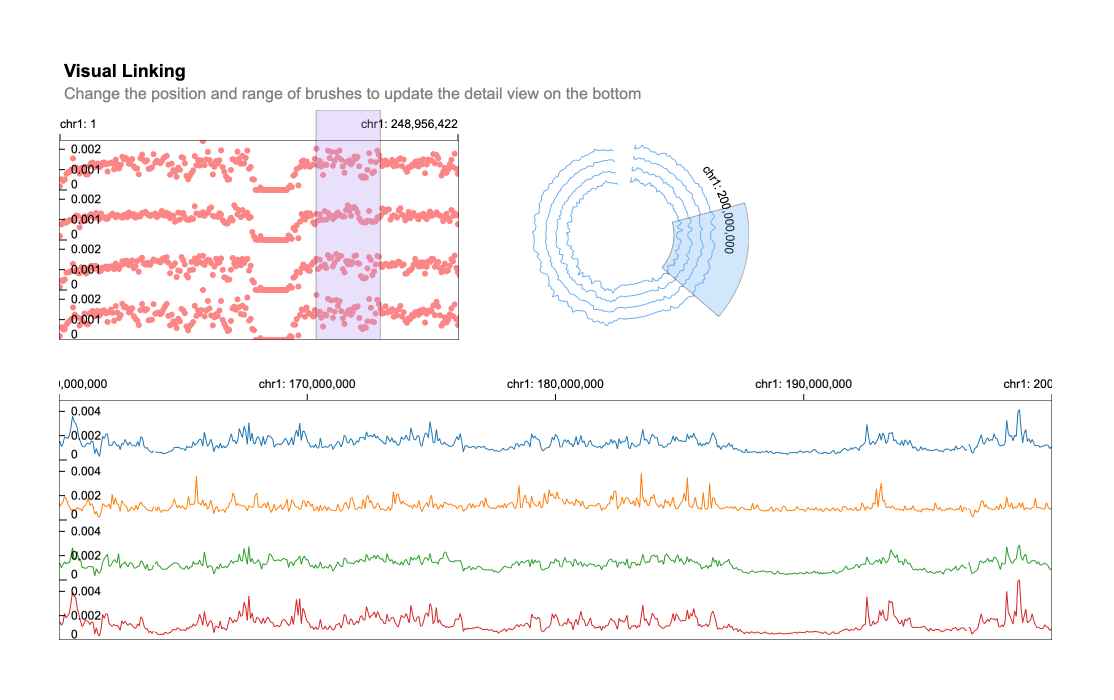 Visual Linking
Change the position and range of brushes to update the detail view on the bottom
chr1: 1
chr1: 248,956,422
0.002
0.001
0
0.002
0.001
0
0.002
0.001
0
0.002
0.001
0
chr1: 200,000,000
0,000,000
chr1: 170,000,000
chr1: 180,000,000
chr1: 190,000,000
chr1: 200
0.004
0.002
0
0.004
0.002
0
0.004
0.002
0
0.004
0.002
0